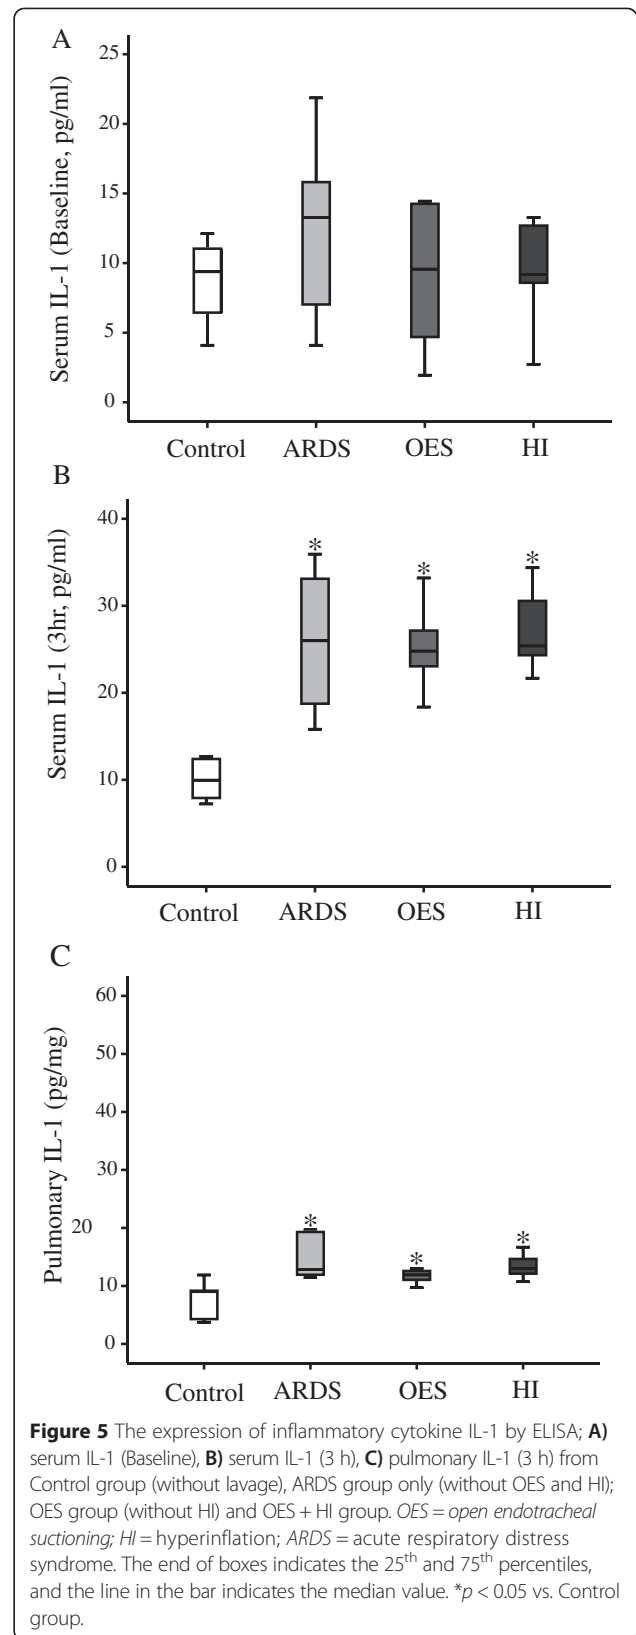 A
Serum IL-1 (Baseline, pg/ml)
25
20
15
10
5
0
Control ARDS OES HI
B
Serum IL-1 (3hr, pg/ml)
40
30
20
10
0
* * *
Control ARDS OES HI
C
Pulmonary IL-1 (pg/mg)
60
50
40
30
20
10
0
* * *
Control ARDS OES HI
Figure 5 The expression of inflammatory cytokine IL-1 by ELISA; A)
serum IL-1 (Baseline), B) serum IL-1 (3 h), C) pulmonary IL-1 (3 h) from
Control group (without lavage), ARDS group only (without OES and HI);
OES group (without HI) and OES + HI group. OES = open endotracheal
suctioning; HI = hyperinflation; ARDS = acute respiratory distress
syndrome. The end of boxes indicates the 25th and 75th percentiles,
and the line in the bar indicates the median value. *p < 0.05 vs. Control
group.